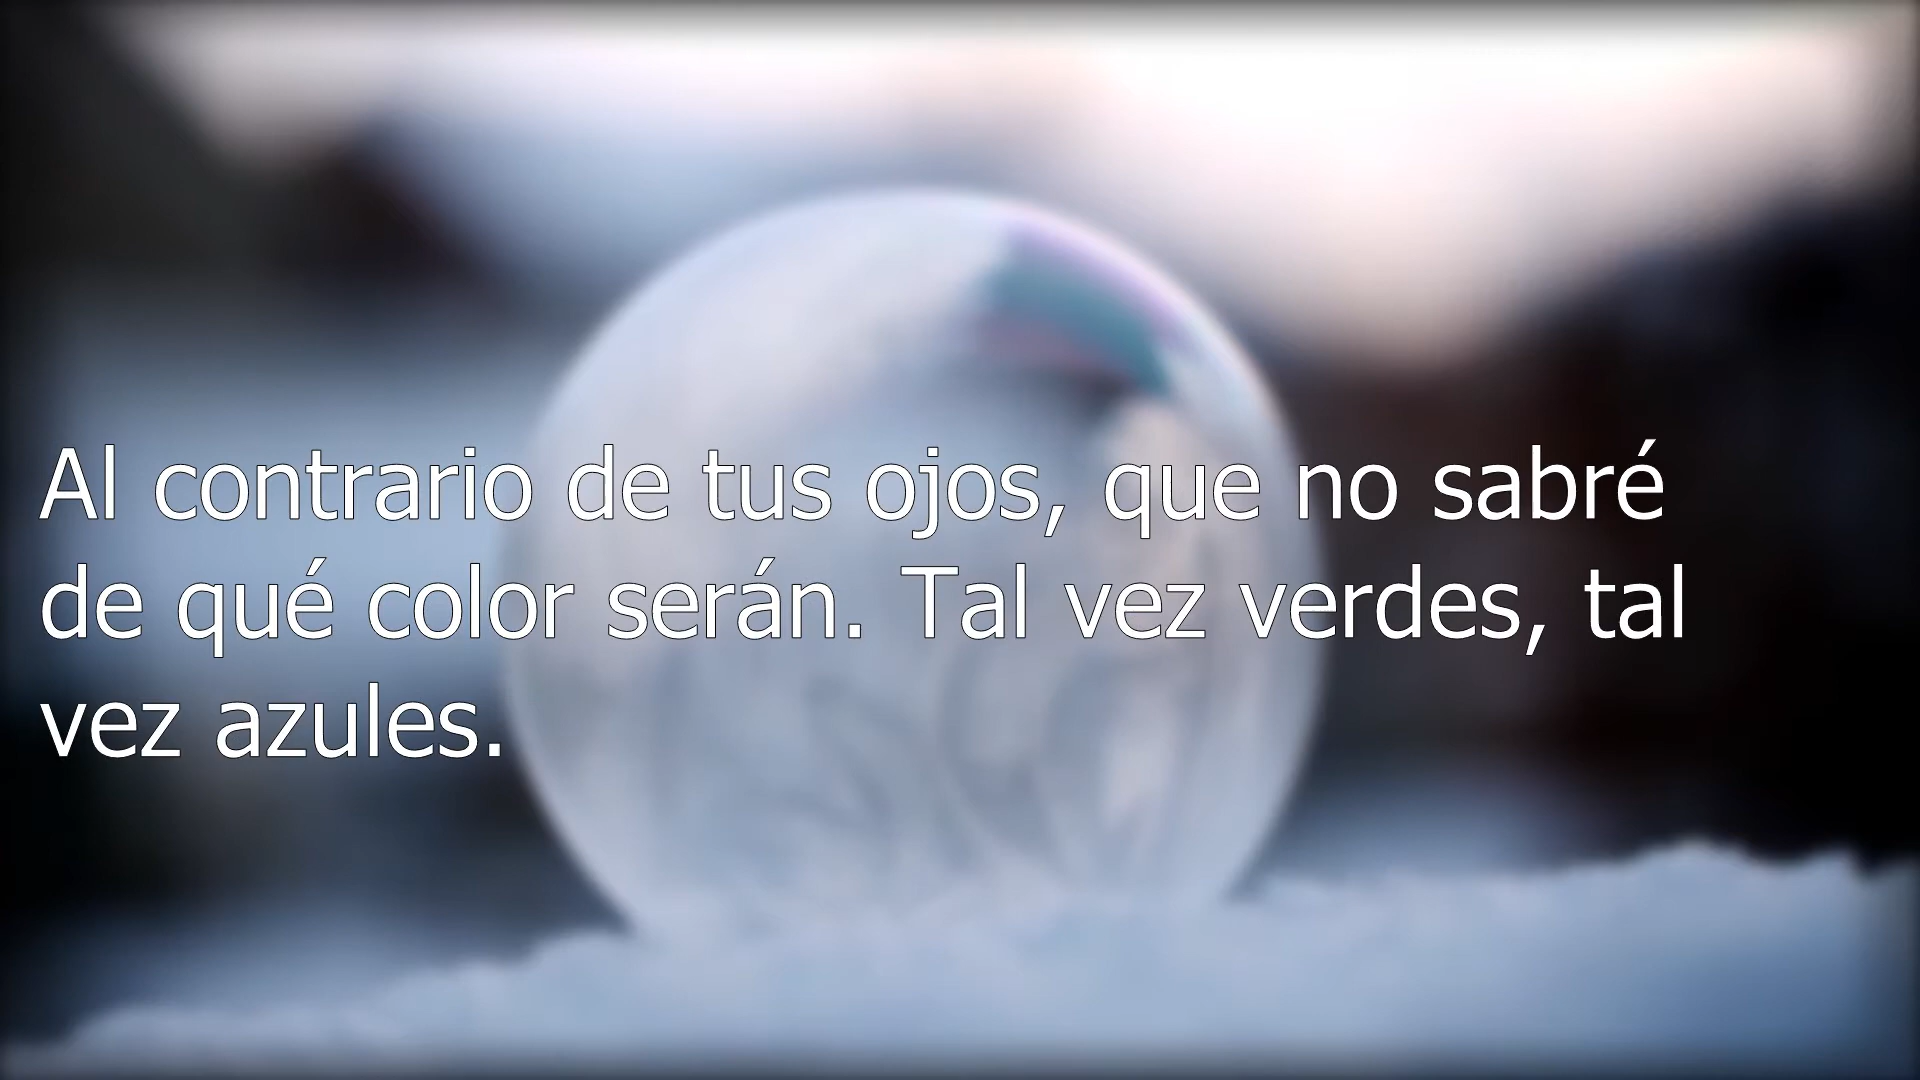 Al contrario de tus ojos, que no sabré
de qué color serán. Tal vez verdes, tal
vez azules.